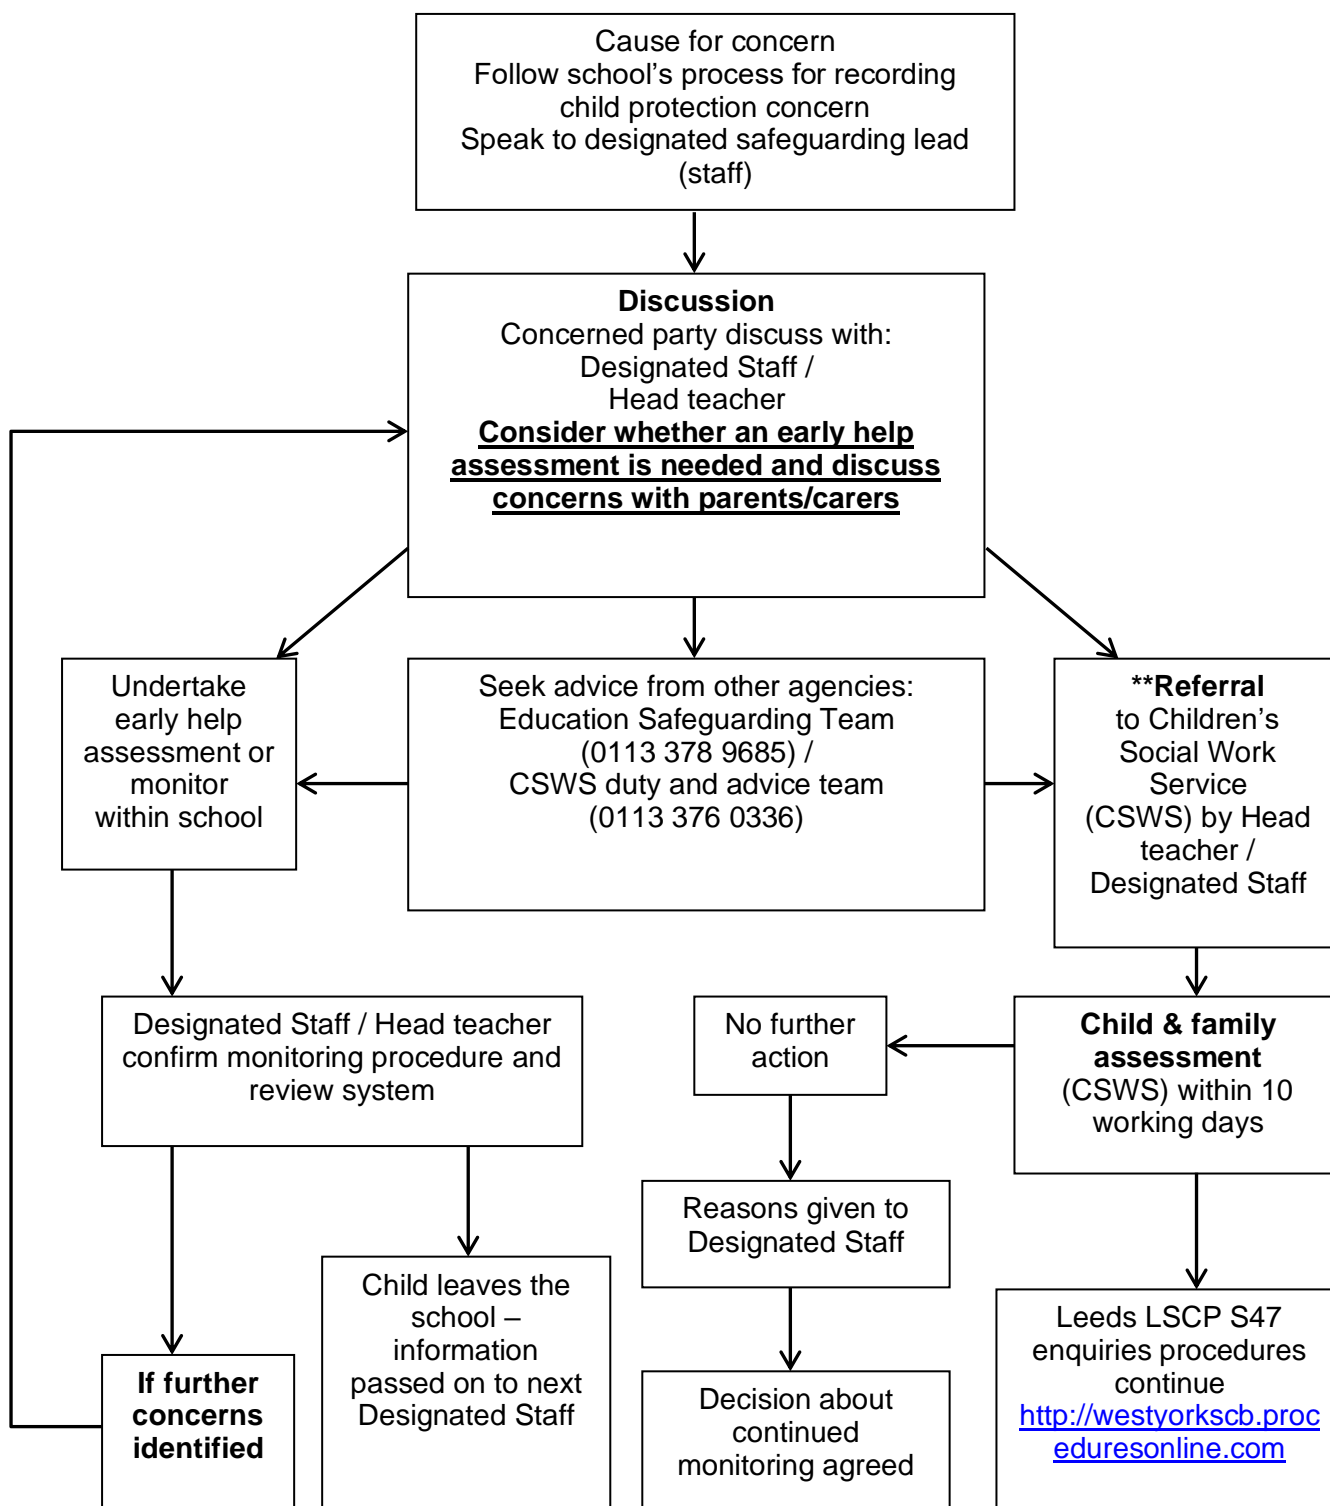 Cause for concern
Follow school's process for recording
child protection concern
Speak to designated safeguarding lead
(staff)
Discussion
Concerned party discuss with:
Designated Staff /
Head teacher
Consider whether an early help
assessment is needed and discuss
concerns with parents/carers
Undertake
early help
assessment or
monitor
within school
Seek advice from other agencies:
Education Safeguarding Team
(0113 378 9685) /
CSWS duty and advice team
(0113 376 0336)
**Referral
to Children's
Social Work
Service
(CSWS) by Head
teacher /
Designated Staff
Designated Staff / Head teacher
confirm monitoring procedure and
review system
No further
action
Child & family
assessment
(CSWS) within 10
working days
Reasons given to
Designated Staff
Child leaves the
school –
information
passed on to next
Designated Staff
Leeds LSCP S47
enquiries procedures
continue
http://westyorkscb.proc
eduresonline.com
If further
concerns
identified
Decision about
continued
monitoring agreed